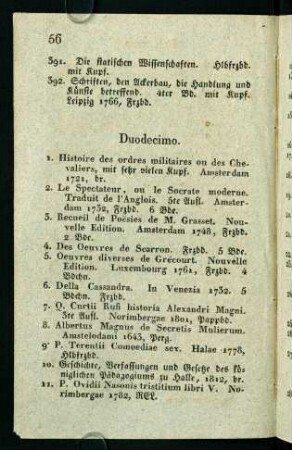 66
391. Die statischen Wissenschaften. Hlbfrzbd.
mit Kupf.
392. Schriften, den Ackerbau, die Handlung und
Künste betreffend. 4ter Bd. mit Kupf.
Leipzig 1766, Frzbd.
Duodecimo.
1. Histoire des ordres militaires ou des Che-
valiers, mit sehr vielen Kupf. Amsterdam
1721, br.
2. Le Spectateur, ou le Socrate moderne.
Traduit de l'Anglois. 5te Aufl. Amster-
dam 1732, Frzbd. 6 Bde.
3. Recueil de Poesies de M. Grasset. Nou-
velle Edition. Amsterdam 1748, Frzbd.
2 Bde.
4. Des Oeuvres de Scarron. Frzbd. 5 Bde.
5. Oeuvres diverses de Grécourt. Nouvelle
Edition. Luxembourg 1761, Frzbd. 4
Bdchn.
6. Della Cassandra. In Venezia 1752. 5
Bdchn. Frzbd.
7. Q. Curtii Rufi historia Alexandri Magni.
3te Aufl. Norimbergae 1801, Pappbd.
8. Albertus Magnus de Secretis Mulierum.
Amstelodami 1643, Perg.
9. P. Terentii Comoediae sex. Halae 1778,
Hlbfrzbd.
10. Geschichte, Verfassungen und Gesetze des kö-
niglichen Pädagogiums zu Halle, 1812, br.
11. P. Ovidii Nasonis tristitium libri V. No-
rimbergae 1782, REL.